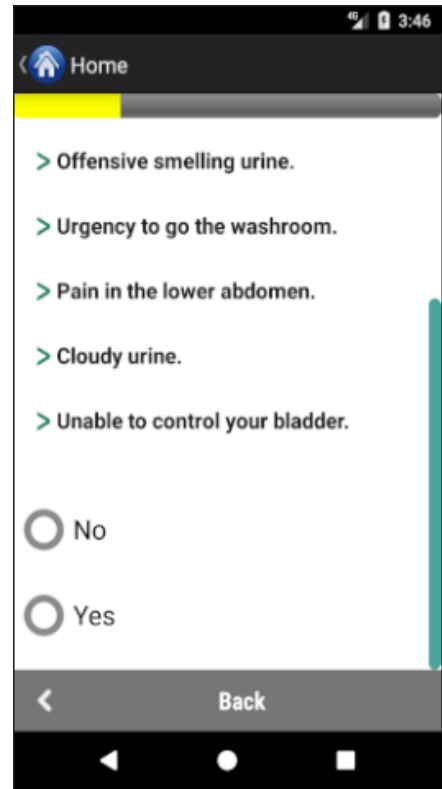 4G 3:46
Home
> Offensive smelling urine.
> Urgency to go the washroom.
> Pain in the lower abdomen.
> Cloudy urine.
> Unable to control your bladder.
No
Yes
Back